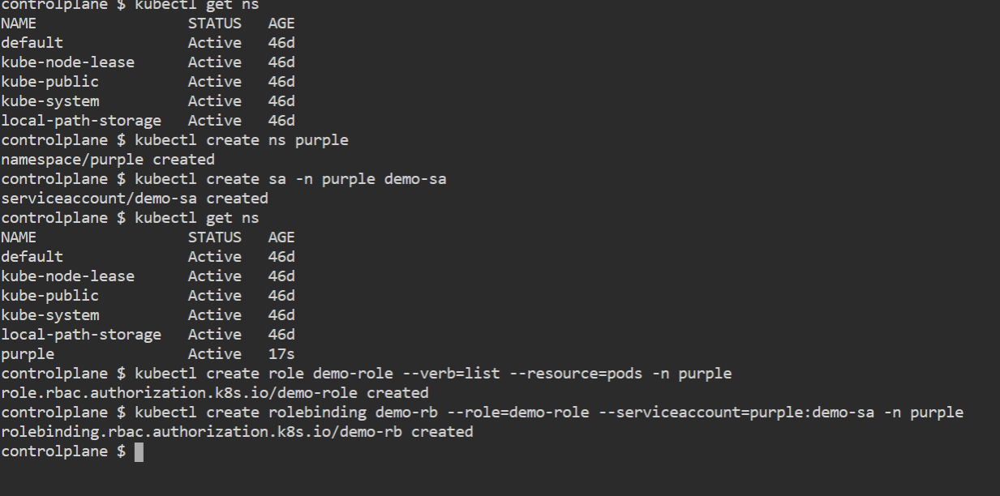 controlplane $ kubectl get ns
NAME                 STATUS   AGE
default              Active   46d
kube-node-lease      Active   46d
kube-public          Active   46d
kube-system          Active   46d
local-path-storage   Active   46d
controlplane $ kubectl create ns purple
namespace/purple created
controlplane $ kubectl create sa -n purple demo-sa
serviceaccount/demo-sa created
controlplane $ kubectl get ns
NAME                 STATUS   AGE
default              Active   46d
kube-node-lease      Active   46d
kube-public          Active   46d
kube-system          Active   46d
local-path-storage   Active   46d
purple               Active   17s
controlplane $ kubectl create role demo-role --verb=list --resource=pods -n purple
role.rbac.authorization.k8s.io/demo-role created
controlplane $ kubectl create rolebinding demo-rb --role=demo-role --serviceaccount=purple:demo-sa -n purple
rolebinding.rbac.authorization.k8s.io/demo-rb created
controlplane $